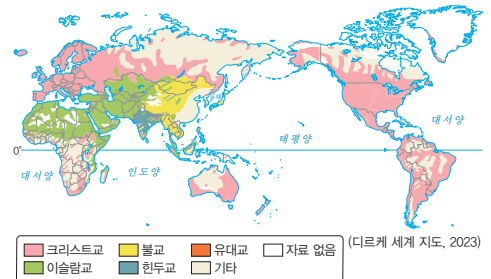 대서양
태평양
0°
대서양
인도양
(디르케 세계 지도, 2023)
크리스트교 불교 유대교 자료 없음
이슬람교 힌두교 기타